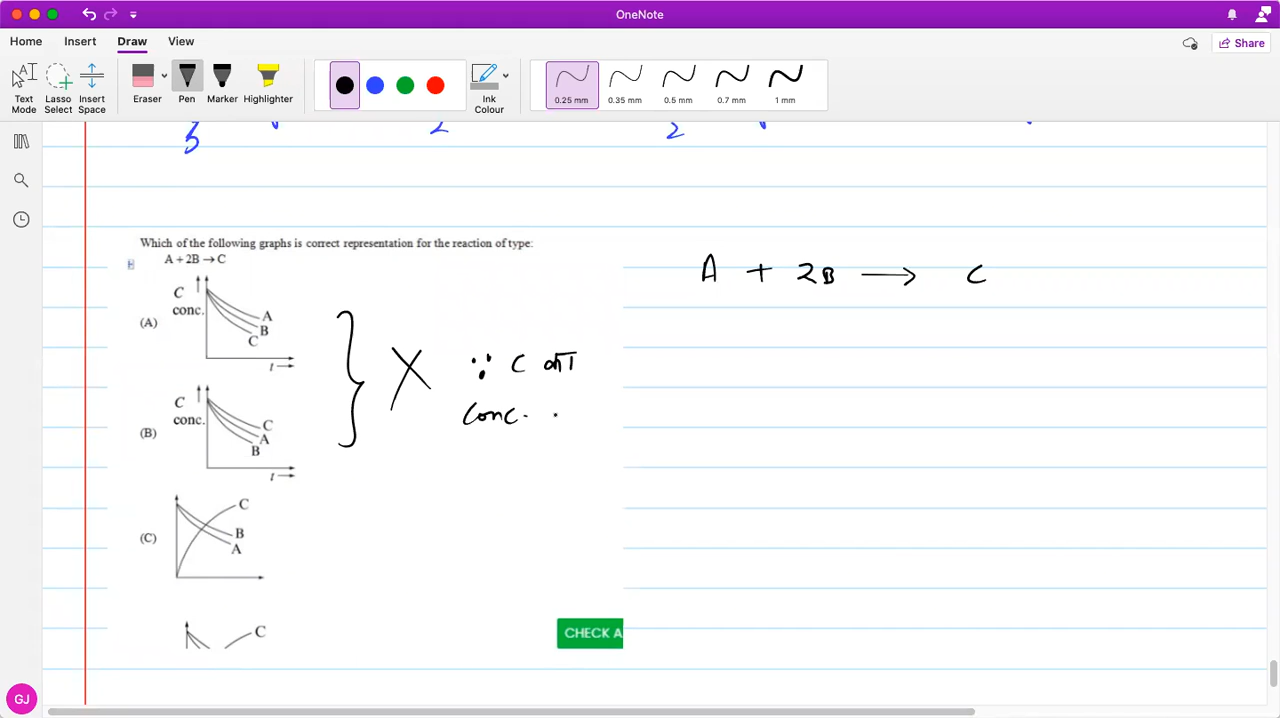 OneNote
Home Insert Draw View
Share
Text Mode
Lasso Select
Insert Space
Eraser
Pen
Marker
Highlighter
Ink Colour
0.25 mm
0.35 mm
0.5 mm
0.7 mm
1 mm
2
2
Which of the following graphs is correct representation for the reaction of type:
A + 2B → C
(A)
C conc.
A
B
C
t →
(B)
C conc.
C
A
B
t →
(C)
C
B
A
C
CHECK A
∵ C
Conc.
A + 2B → C
GJ